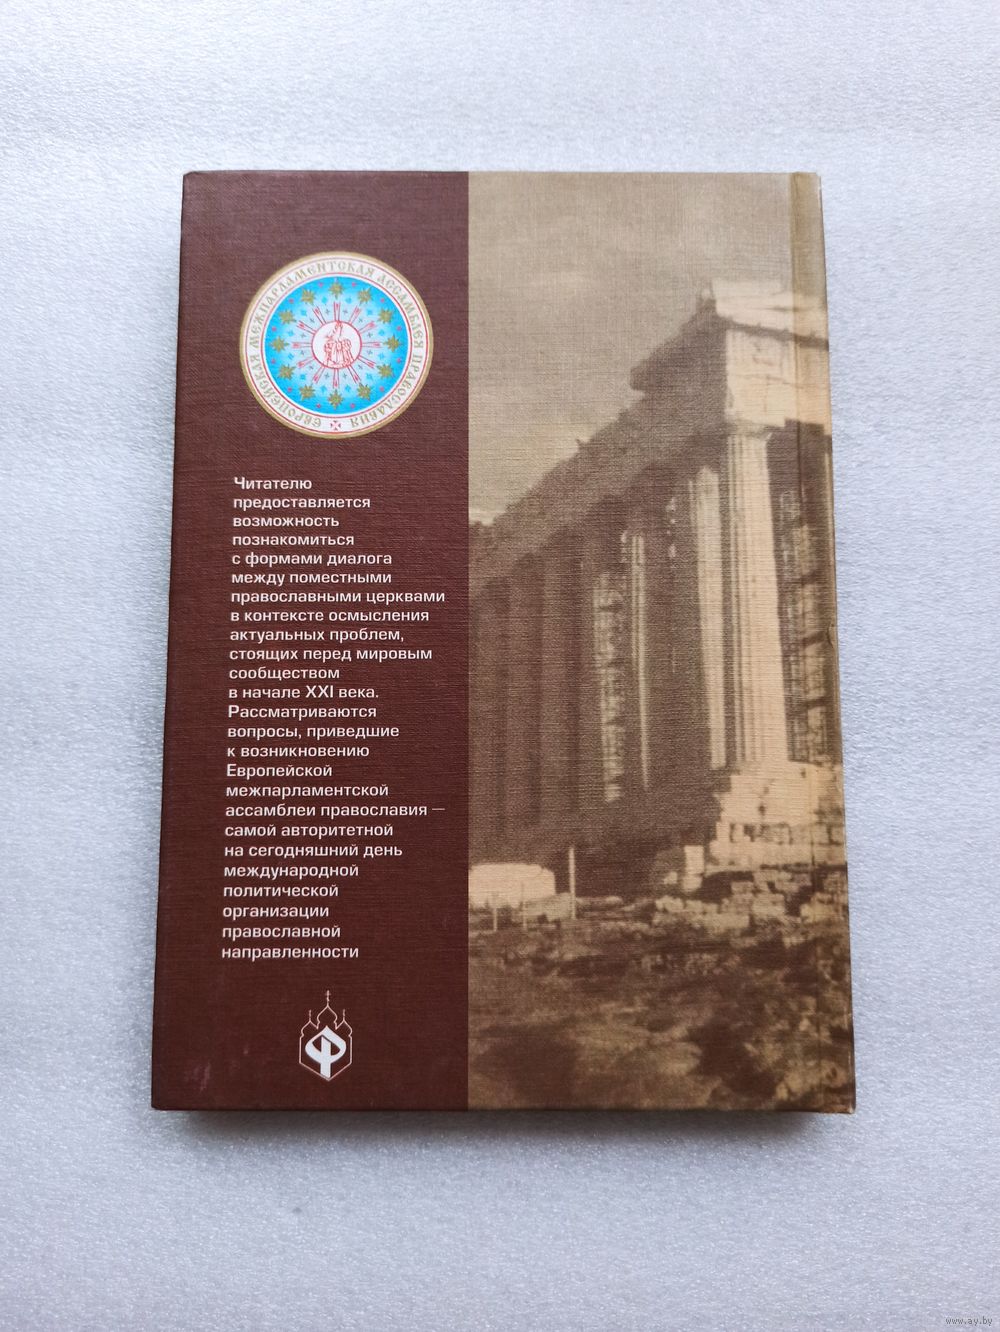 ЕВРОПЕЙСКАЯ МЕЖПАРЛАМЕНТСКАЯ АССАМБЛЕЯ ПРАВОСЛАВИЯ
Читателю
предоставляется
возможность
познакомиться
с формами диалога
между поместными
православными церквами
в контексте осмысления
актуальных проблем,
стоящих перед мировым
сообществом
в начале XXI века.
Рассматриваются
вопросы, приведшие
к возникновению
Европейской
межпарламентской
ассамблеи православия —
самой авторитетной
на сегодняшний день
международной
политической
организации
православной
направленности
Ф
www.ay.by